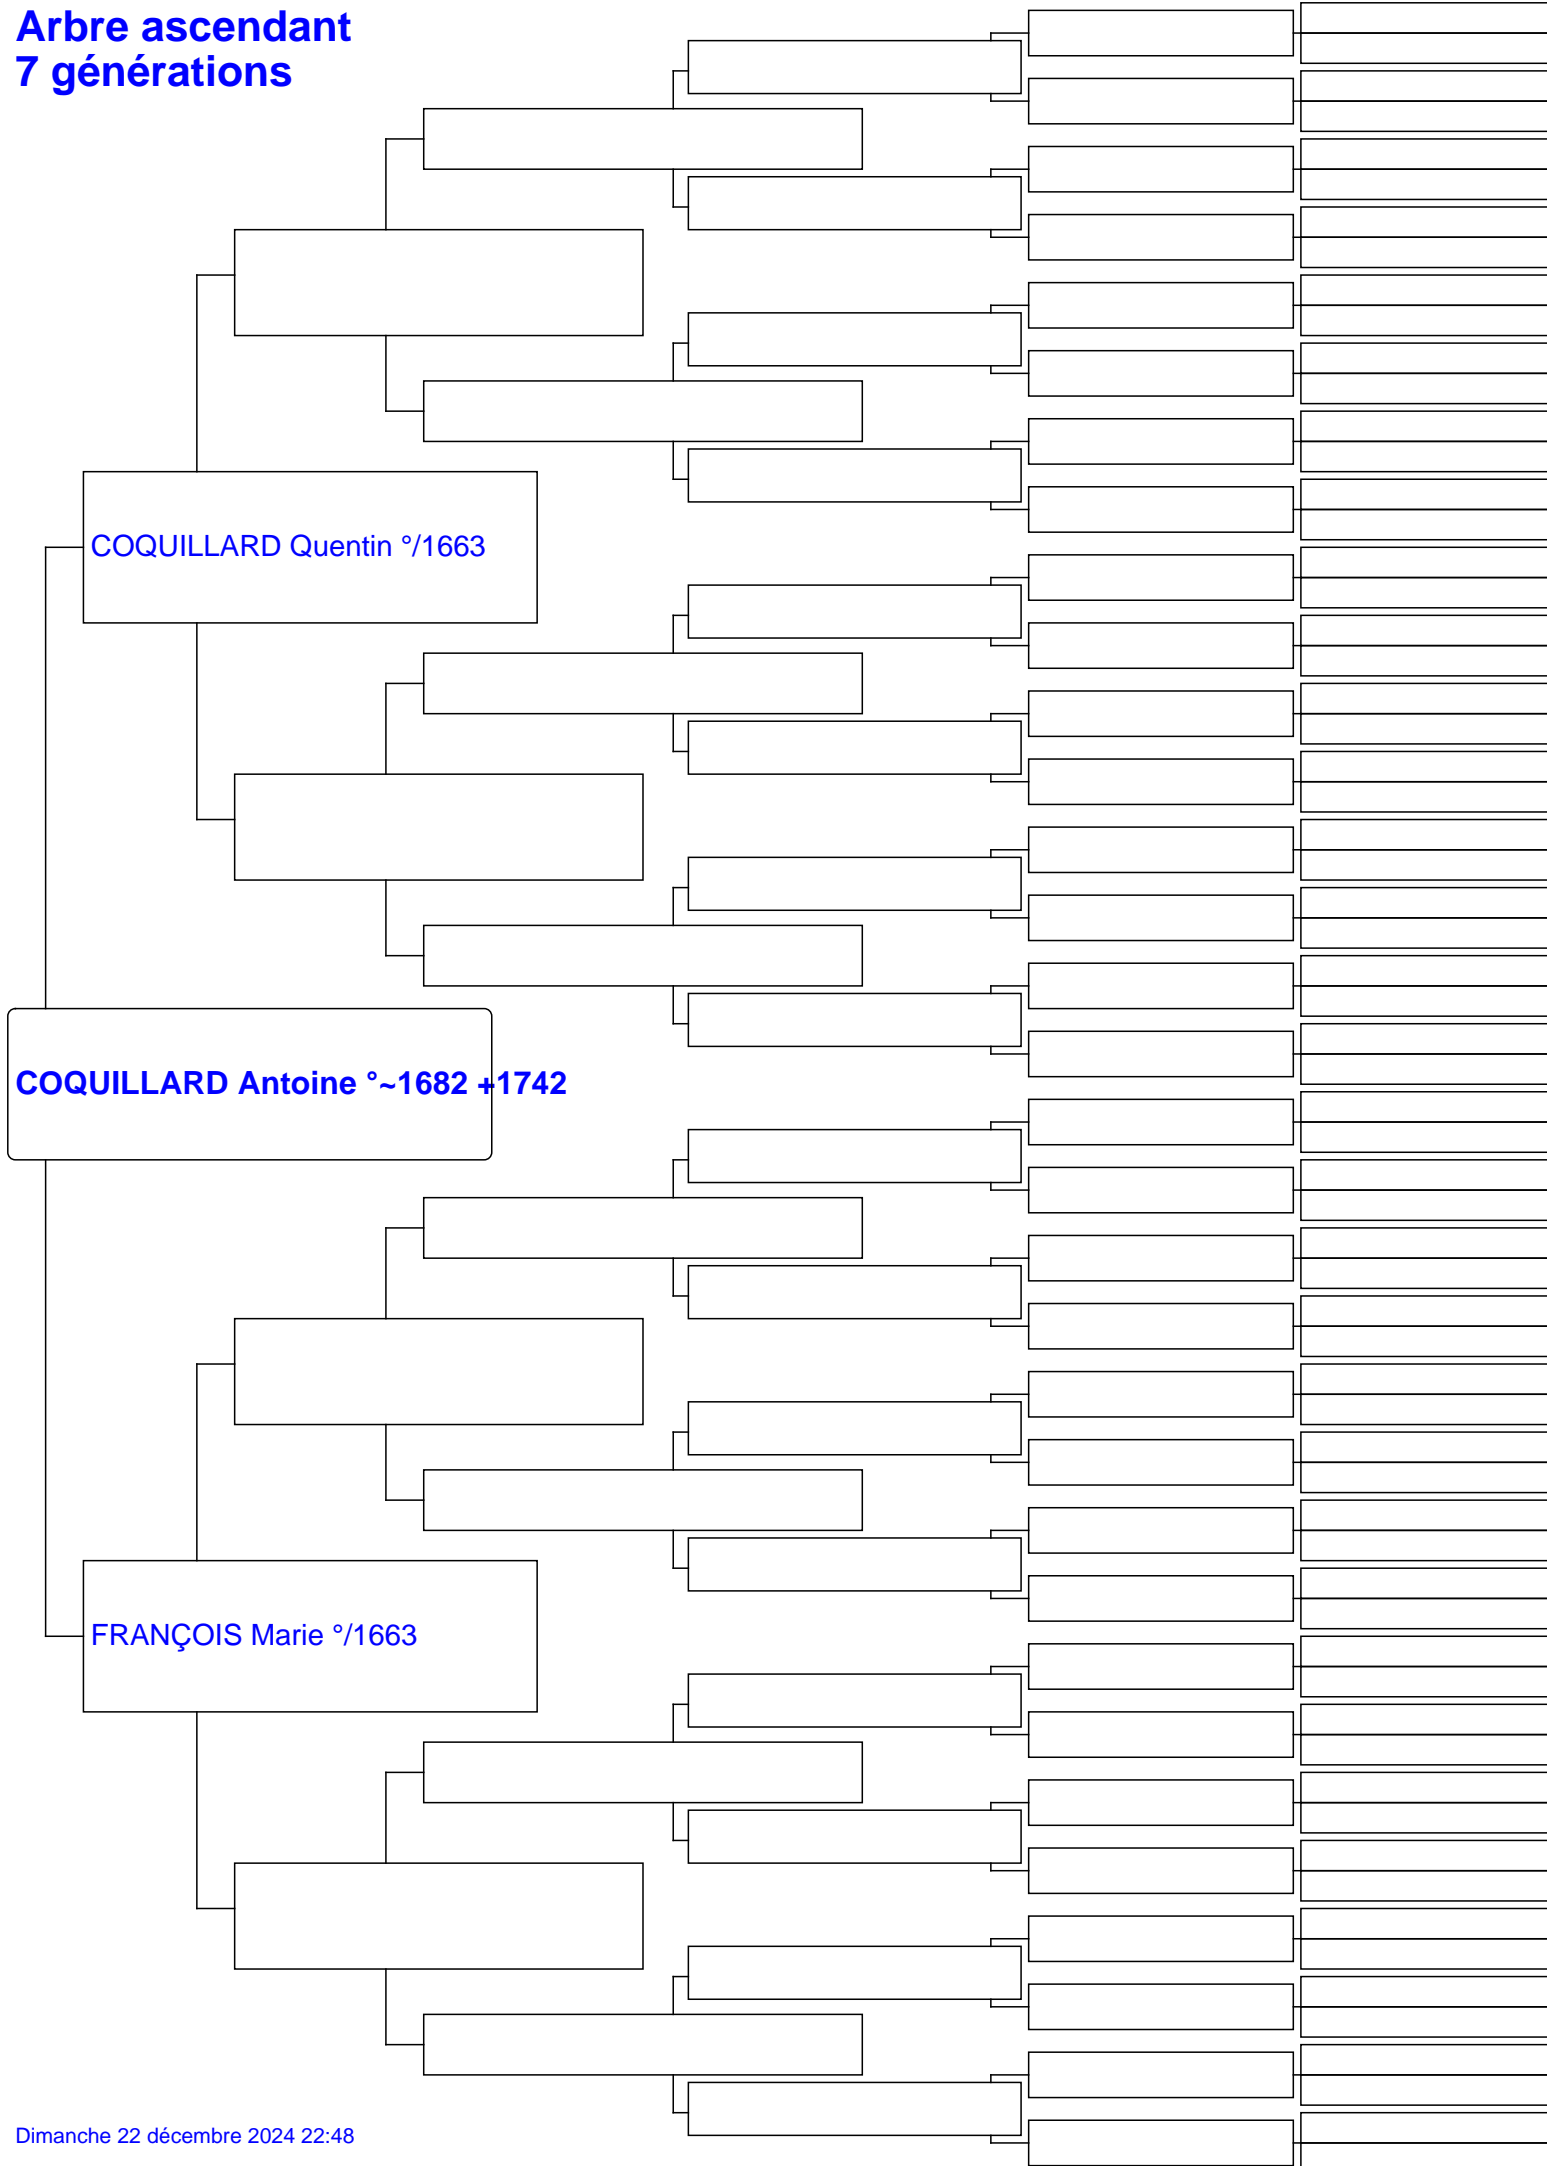 Arbre ascendant
7 générations
COQUILLARD Quentin °/1663
COQUILLARD Antoine °~1682 +1742
FRANÇOIS Marie °/1663
Dimanche 22 décembre 2024 22:48